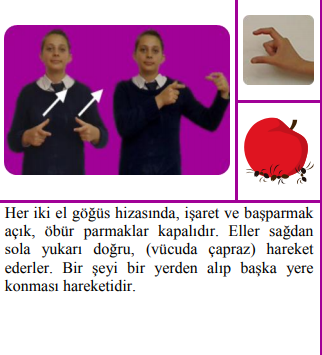 Her iki el göğüs hizasında, işaret ve başparmak
açık, öbür parmaklar kapalıdır. Eller sağdan
sola yukarı doğru, (vücuda çapraz) hareket
ederler. Bir şeyi bir yerden alıp başka yere
konması hareketidir.